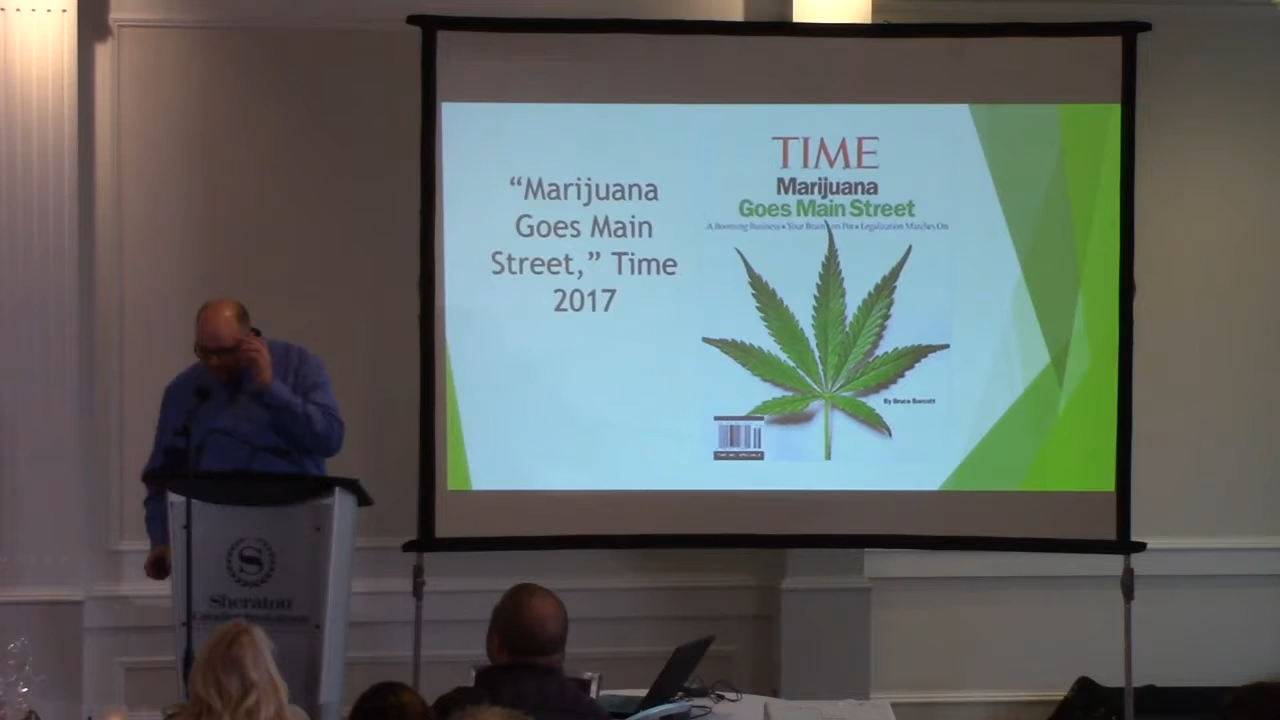 “Marijuana
Goes Main
Street,” Time
2017
TIME
Marijuana
Goes Main Street
A Booming Business • Your Brain on Pot • Legalization Marches On
By Bruce Barcott
S
Sheraton